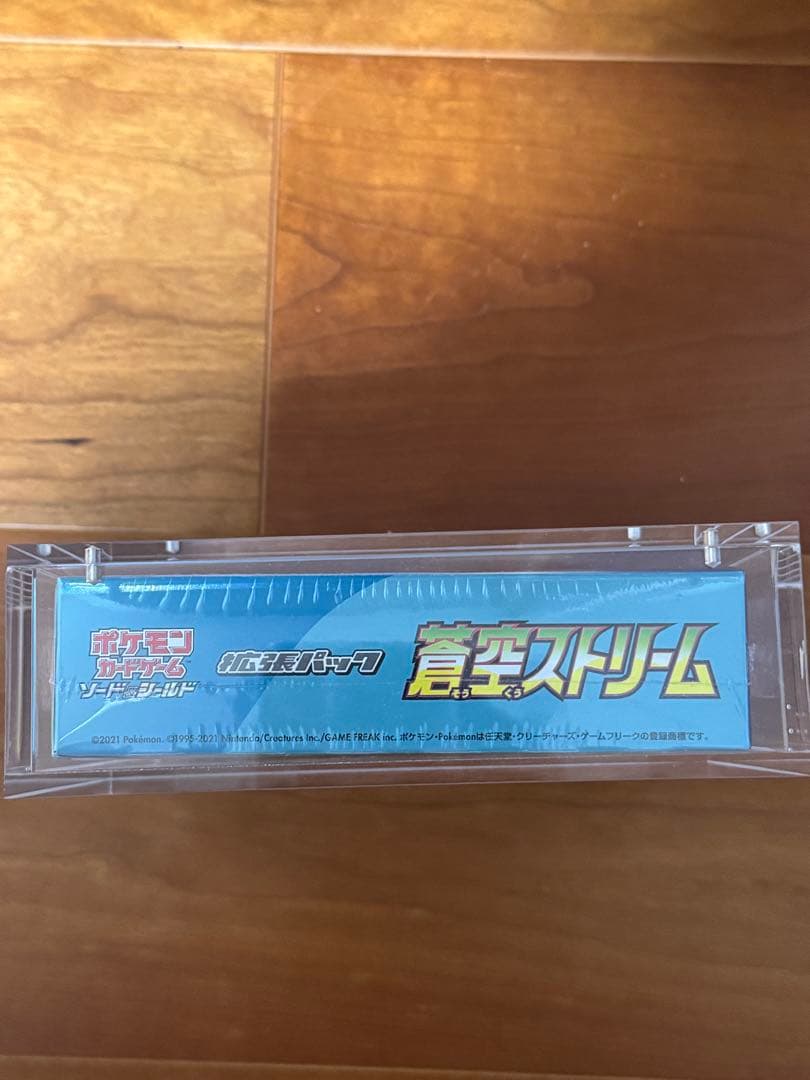 ポケモン
カードゲーム
ソード&シールド
拡張パック
蒼空ストリーム
そう くう
©2021 Pokémon. ©1995-2021 Nintendo/Creatures Inc./GAME FREAK inc. ポケモン・Pokémonは任天堂・クリーチャーズ・ゲームフリークの登録商標です。